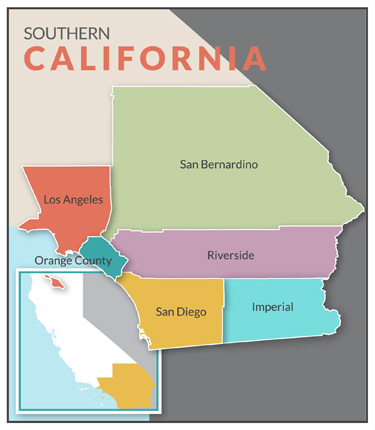 SOUTHERN
CALIFORNIA
San Bernardino
Los Angeles
Orange County
Riverside
San Diego
Imperial